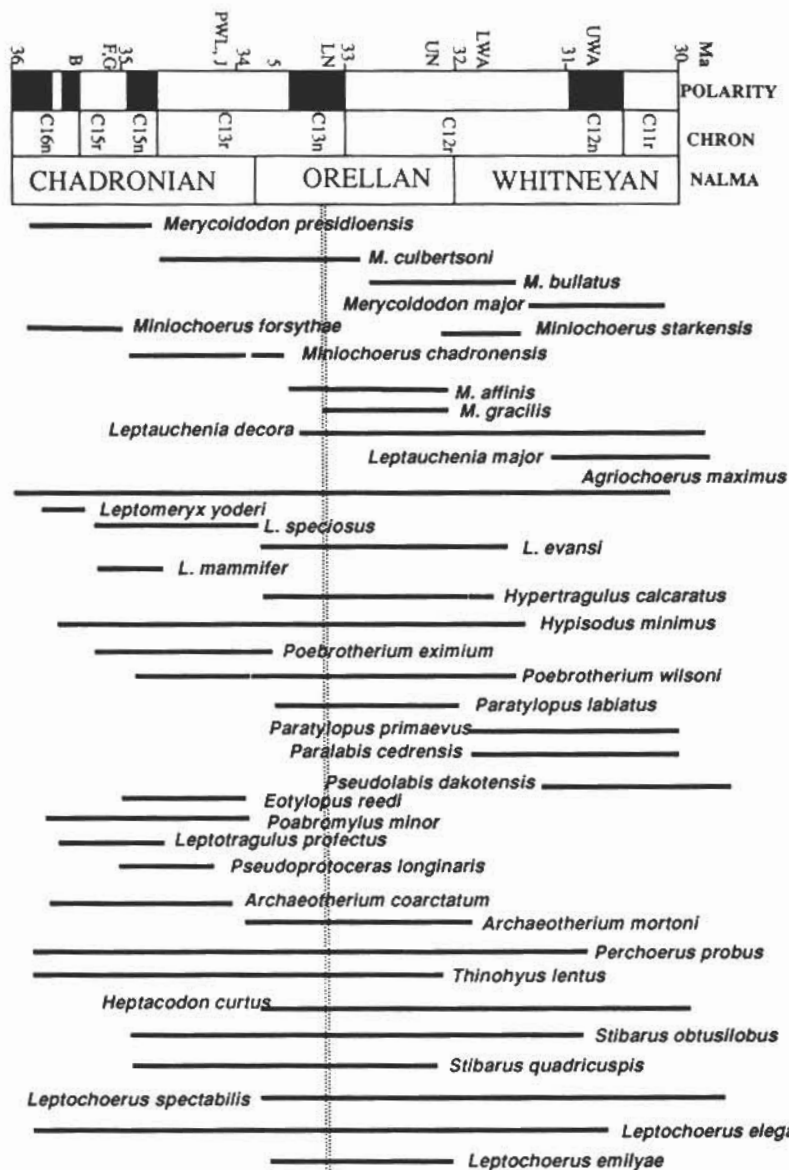 36 B F,G 35 PWL, J 34 5 LN 33 UN 32 LWA 31 UWA 30 Ma
POLARITY
C16n C15r C15n C13r C13n C12r C12n C11r CHRON
CHADRONIAN ORELLAN WHITNEYAN NALMA
Merycoidodon presidioensis
M. culbertsoni
M. bullatus
Merycoidodon major
Miniochoerus forsythae Miniochoerus starkensis
Miniochoerus chadronensis
M. affinis
M. gracilis
Leptauchenia decora
Leptauchenia major
Agriochoerus maximus
Leptomeryx yoderi
L. speciosus
L. evansi
L. mammifer
Hypertragulus calcaratus
Hypisodus minimus
Poebrotherium eximium
Poebrotherium wilsoni
Paratylopus labiatus
Paratylopus primaevus
Paralabis cedrensis
Pseudolabis dakotensis
Eotylopus reedi
Poabromylus minor
Leptotragulus profectus
Pseudoprotoceras longinaris
Archaeotherium coarctatum
Archaeotherium mortoni
Perchoerus probus
Thinohyus lentus
Heptacodon curtus
Stibarus obtusilobus
Stibarus quadricuspis
Leptochoerus spectabilis
Leptochoerus elega
Leptochoerus emilyae